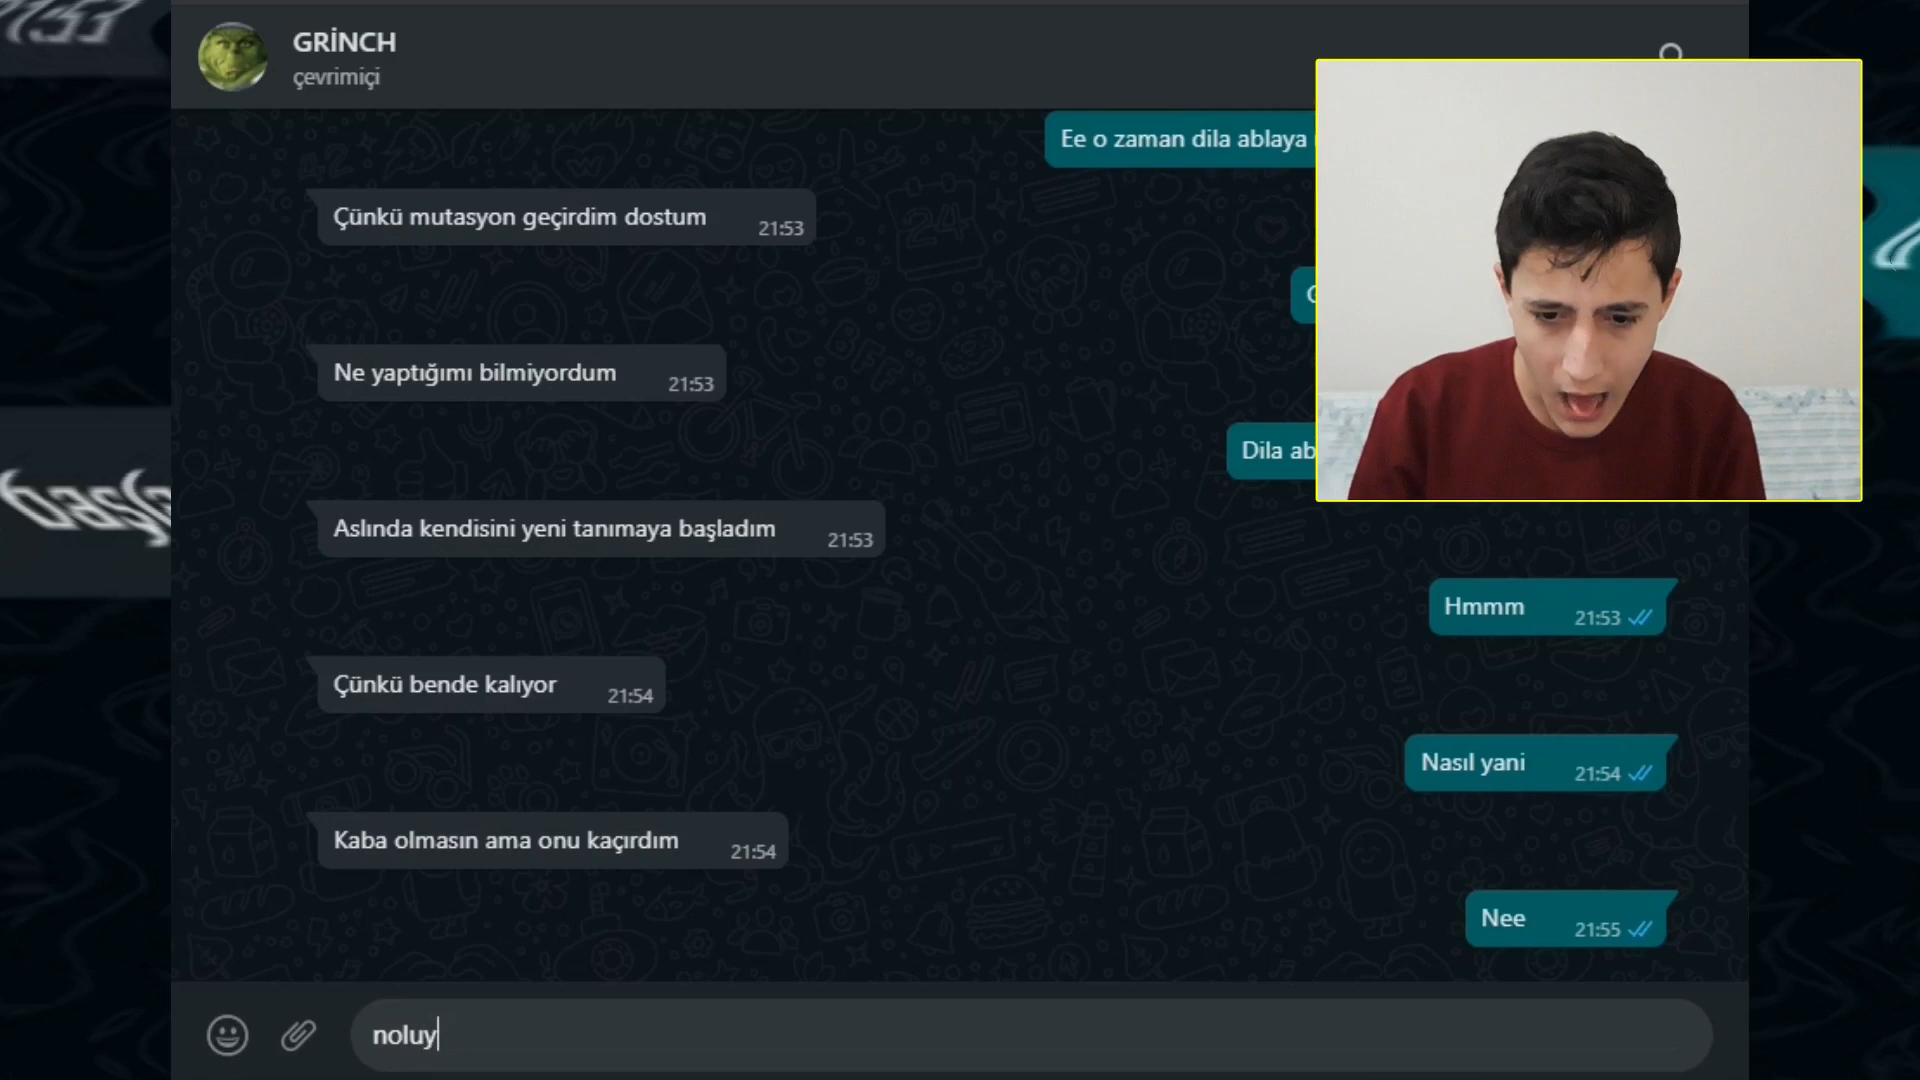 GRİNCH
çevrimiçi
Ee o zaman dila ablaya
Çünkü mutasyon geçirdim dostum 21:53
Ne yaptığımı bilmiyordum 21:53
Dila ab
Aslında kendisini yeni tanımaya başladım 21:53
Hmmm 21:53
Çünkü bende kalıyor 21:54
Nasıl yani 21:54
Kaba olmasın ama onu kaçırdım 21:54
Nee 21:55
noluy